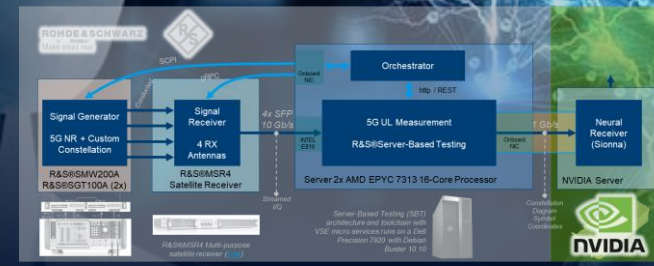 ROHDE&SCHWARZ
Make ideas real
SCPI
gRPC
Conducted
Signal Generator
5G NR + Custom
Constellation
R&S®SMW200A
R&S®SGT100A (2x)
Signal
Receiver
4 RX
Antennas
R&S®MSR4
Satellite Receiver
4x SFP
10 Gb/s
Streamed
I/Q
Onboard
NIC
INTEL
E810
Orchestrator
http / REST
5G UL Measurement
R&S®Server-Based Testing
Onboard
NIC
Server 2x AMD EPYC 7313 16-Core Processor
1 Gb/s
Constellation
Diagram
Symbol
Coordinates
Neural
Receiver
(Sionna)
NVIDIA Server
R&S®MSR4 Multi-purpose
satellite receiver (Link)
Server-Based Testing (SBT)
architecture and toolchain with
VSE micro services runs on a Dell
Precision 7920 with Debian
Buster 10.10
NVIDIA